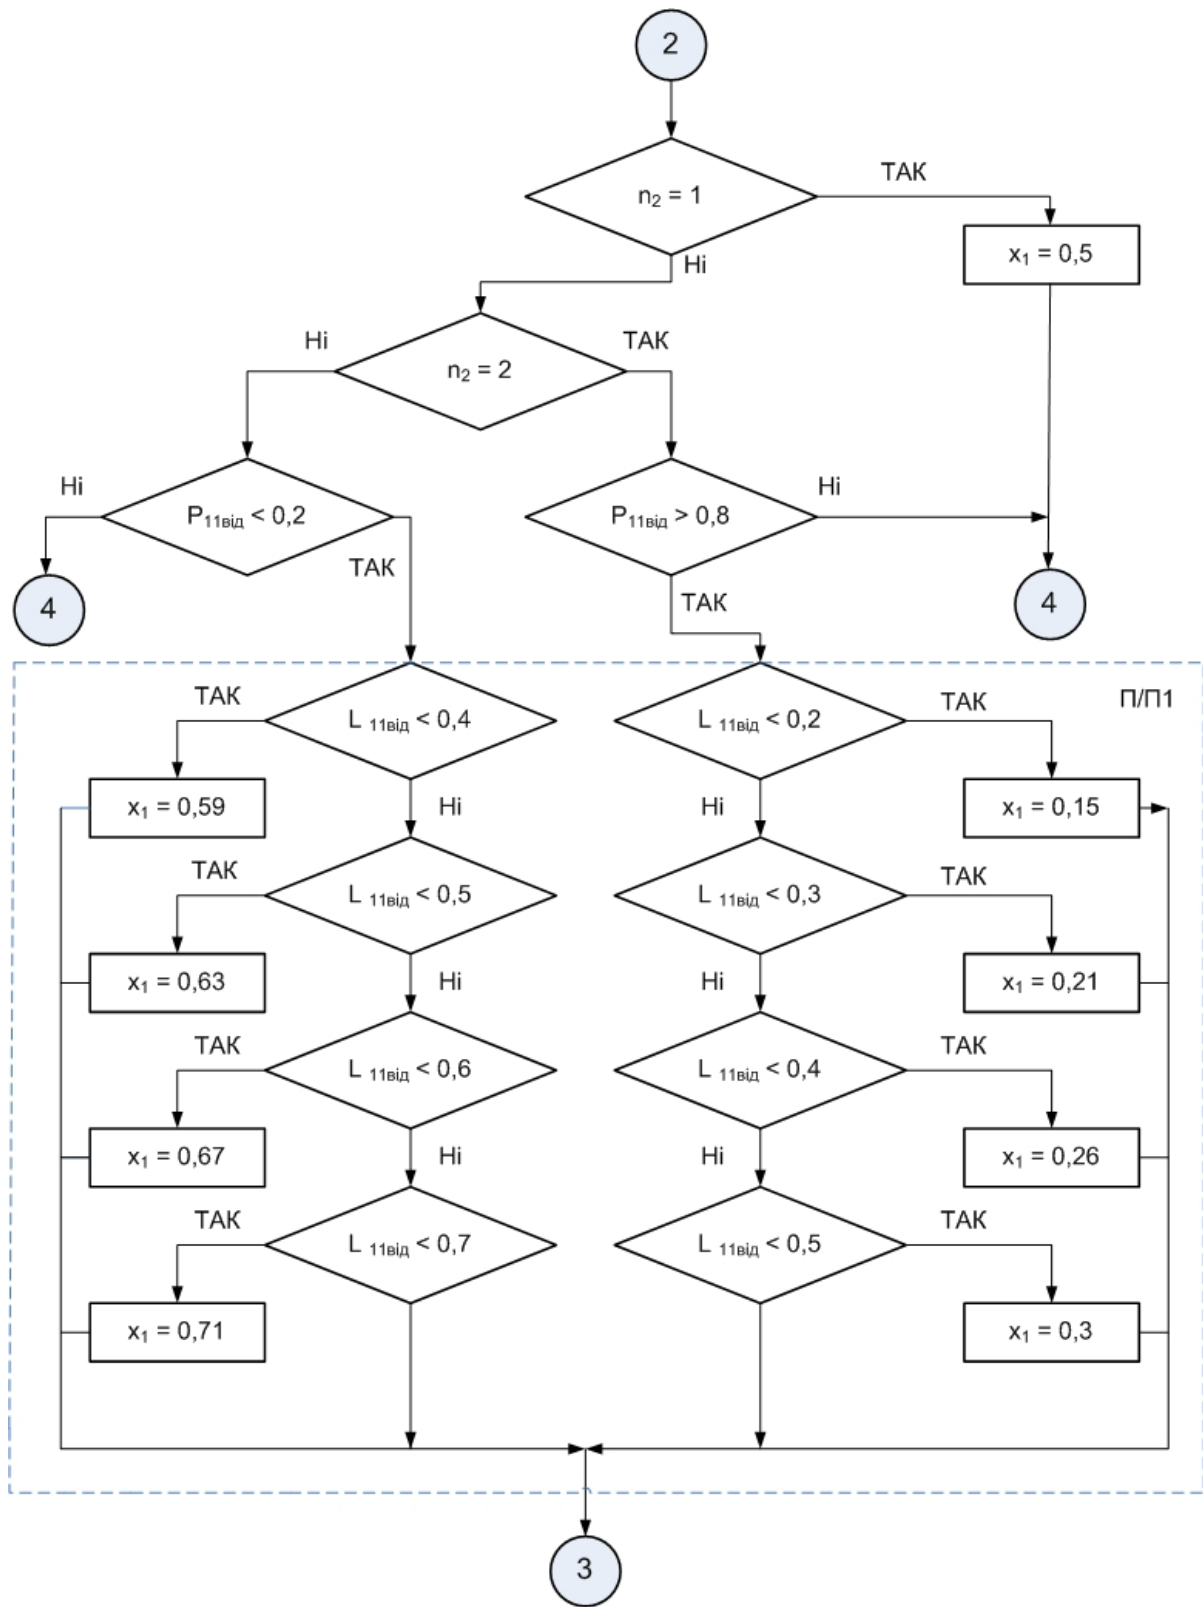 2
n₂ = 1
ТАК
x₁ = 0,5
Ні
n₂ = 2
Ні
ТАК
P₁₁від < 0,2
Ні
ТАК
P₁₁від > 0,8
Ні
ТАК
4
4
П/П1
L ₁₁від < 0,4
ТАК
L ₁₁від < 0,2
ТАК
x₁ = 0,59
Ні
Ні
x₁ = 0,15
L ₁₁від < 0,5
ТАК
L ₁₁від < 0,3
ТАК
x₁ = 0,63
Ні
Ні
x₁ = 0,21
L ₁₁від < 0,6
ТАК
L ₁₁від < 0,4
ТАК
x₁ = 0,67
Ні
Ні
x₁ = 0,26
L ₁₁від < 0,7
ТАК
L ₁₁від < 0,5
ТАК
x₁ = 0,71
x₁ = 0,3
3